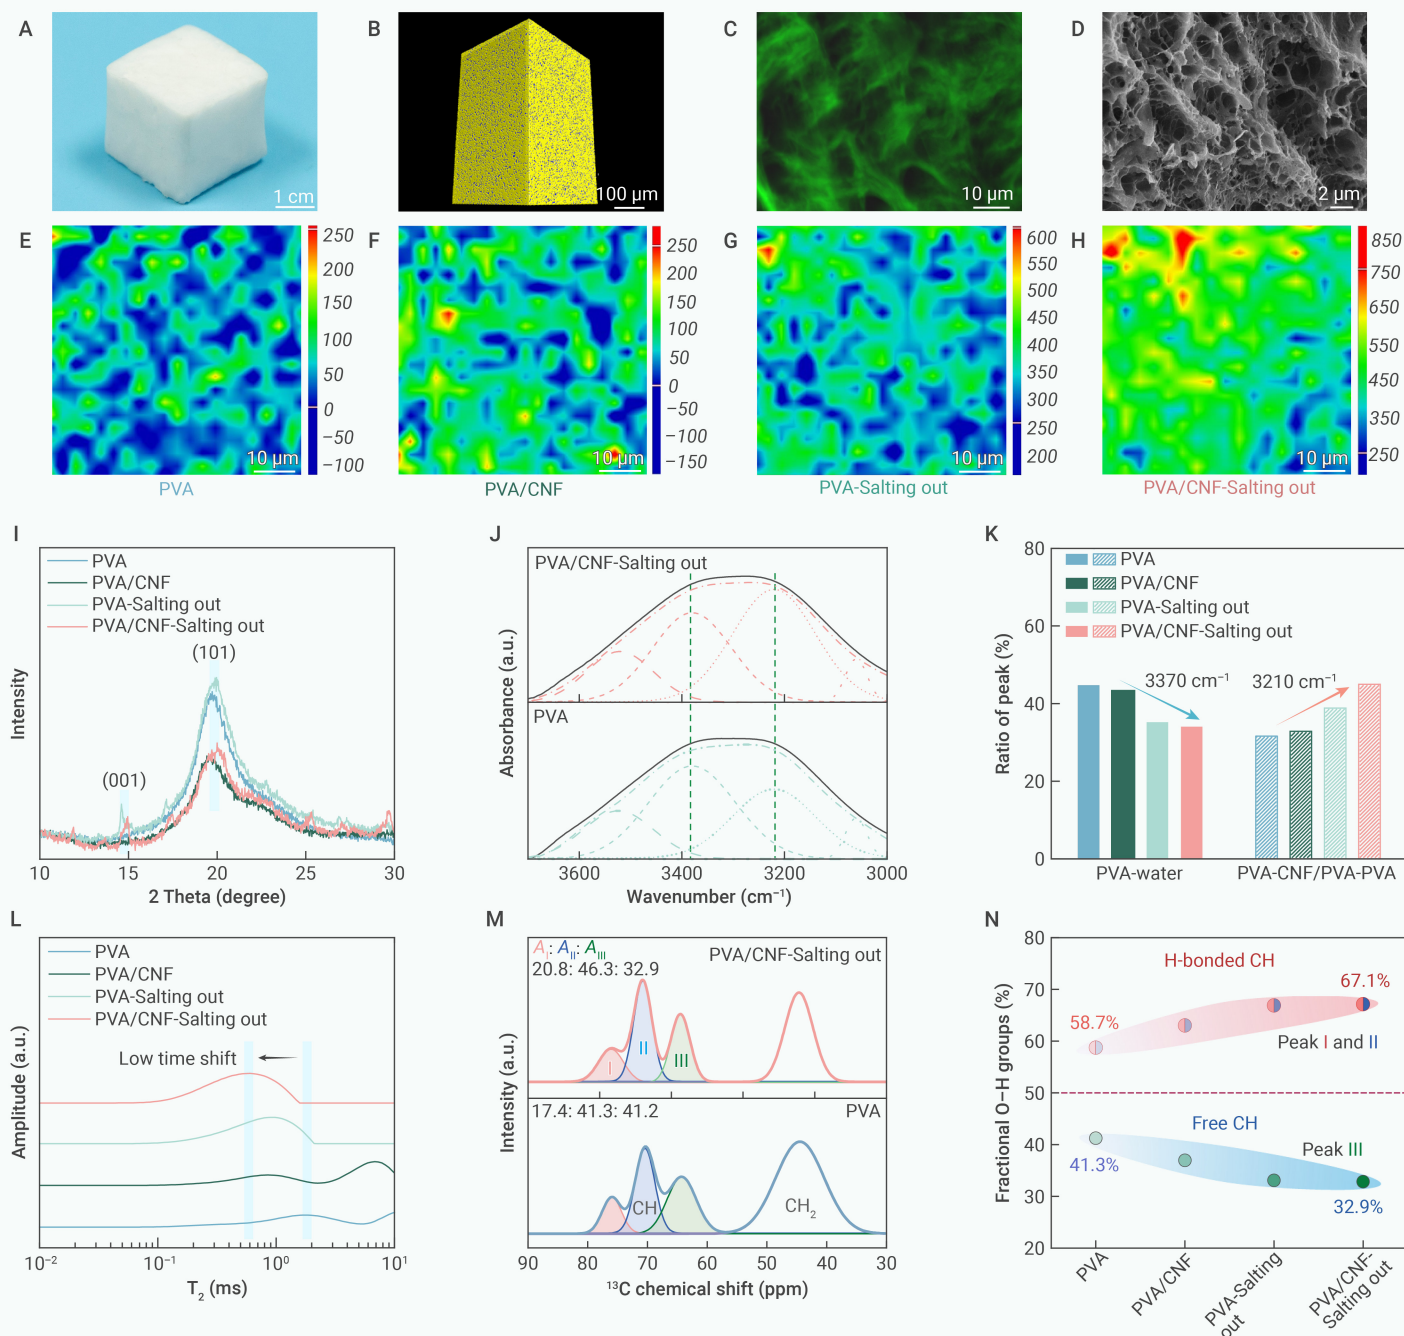 A
B
C
D
1 cm
100 µm
10 µm
2 µm
E
F
G
H
250
200
150
100
50
0
−50
−100
10 µm
PVA
250
200
150
100
50
0
−50
−100
−150
10 µm
PVA/CNF
600
550
500
450
400
350
300
250
200
10 µm
PVA-Salting out
850
750
650
550
450
350
250
10 µm
PVA/CNF-Salting out
I
PVA
PVA/CNF
PVA-Salting out
PVA/CNF-Salting out
(101)
(001)
Intensity
10 15 20 25 30
2 Theta (degree)
J
PVA/CNF-Salting out
PVA
Absorbance (a.u.)
3600 3400 3200 3000
Wavenumber (cm⁻¹)
K
80
60
40
20
0
Ratio of peak (%)
PVA
PVA/CNF
PVA-Salting out
PVA/CNF-Salting out
3370 cm⁻¹
3210 cm⁻¹
PVA-water
PVA-CNF/PVA-PVA
L
PVA
PVA/CNF
PVA-Salting out
PVA/CNF-Salting out
Low time shift
Amplitude (a.u.)
10⁻² 10⁻¹ 10⁰ 10¹
T₂ (ms)
M
A_I: A_II: A_III
20.8: 46.3: 32.9
PVA/CNF-Salting out
I
II
III
17.4: 41.3: 41.2
PVA
CH
CH₂
Intensity (a.u.)
90 80 70 60 50 40 30
¹³C chemical shift (ppm)
N
80
70
60
50
40
30
20
Fractional O–H groups (%)
H-bonded CH
67.1%
58.7%
Peak I and II
Free CH
Peak III
41.3%
32.9%
PVA
PVA/CNF
PVA-Salting
out
PVA/CNF-
Salting out